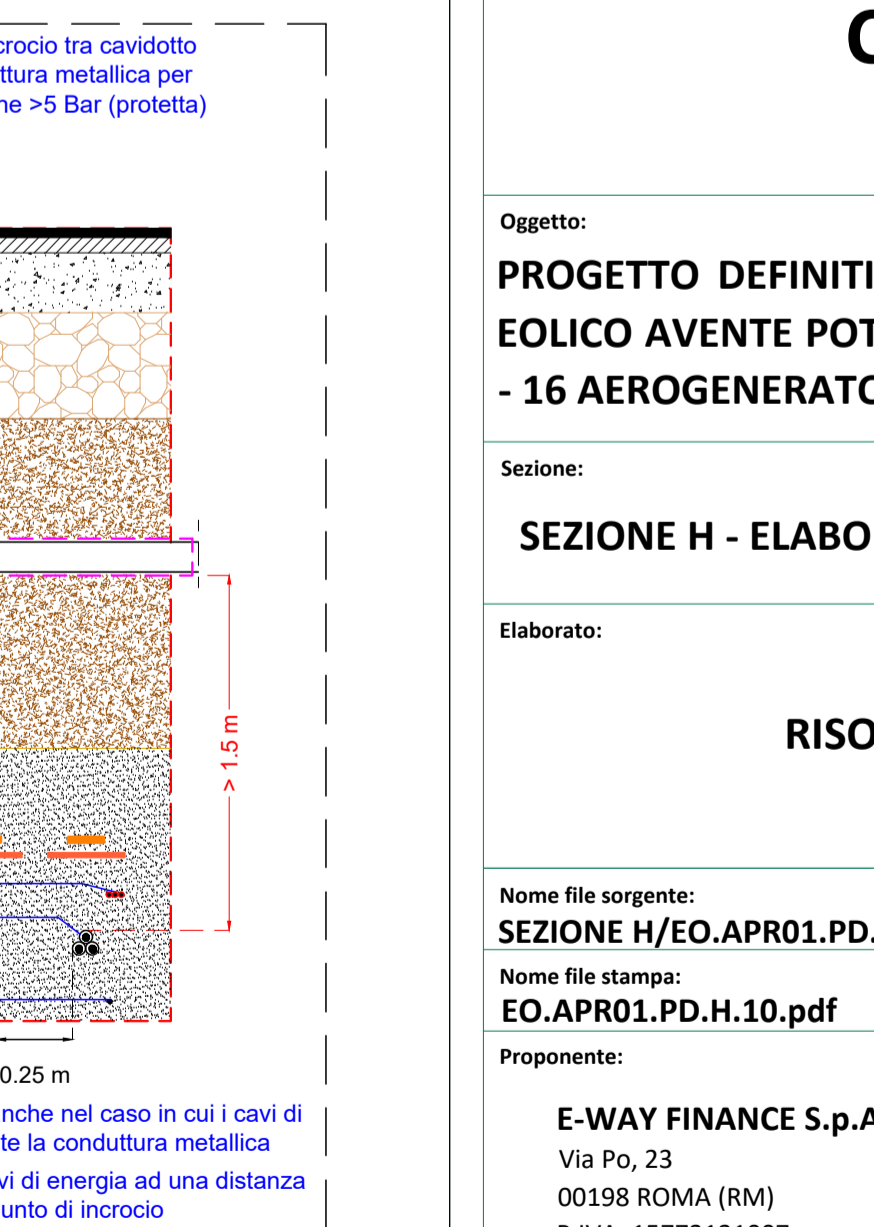 crocio tra cavidotto
ttura metallica per
ne >5 Bar (protetta)
> 1.5 m
0.25 m
nche nel caso in cui i cavi di
te la conduttura metallica
vi di energia ad una distanza
unto di incrocio
Oggetto:
PROGETTO DEFINITI
EOLICO AVENTE POT
- 16 AEROGENERATO
Sezione:
SEZIONE H - ELABO
Elaborato:
RISO
Nome file sorgente:
SEZIONE H/EO.APR01.PD.
Nome file stampa:
EO.APR01.PD.H.10.pdf
Proponente:
E-WAY FINANCE S.p.A
Via Po, 23
00198 ROMA (RM)